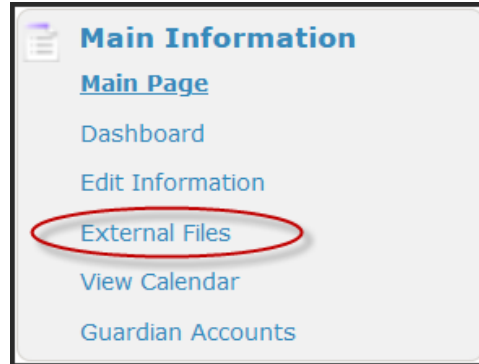 Main Information
Main Page
Dashboard
Edit Information
External Files
View Calendar
Guardian Accounts